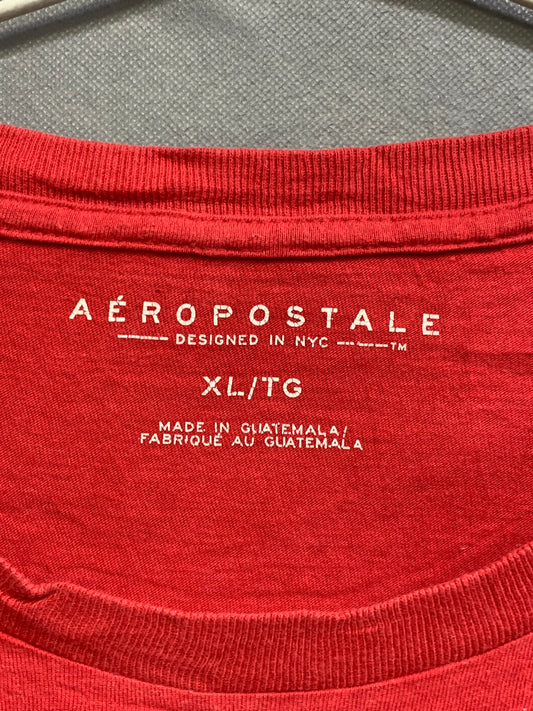 AÉROPOSTALE
DESIGNED IN NYC TM
XL/TG
MADE IN GUATEMALA/
FABRIQUÉ AU GUATEMALA